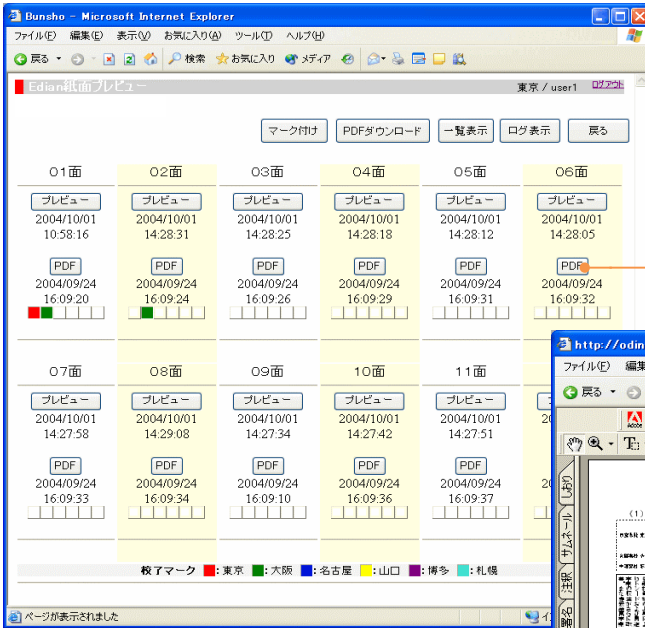 Bunsho - Microsoft Internet Explorer
ファイル(F) 編集(E) 表示(V) お気に入り(A) ツール(T) ヘルプ(H)
戻る 検索 お気に入り メディア
Edian紙面プレビュー 東京 / user1 ログアウト
マーク付け PDFダウンロード 一覧表示 ログ表示 戻る
01面 02面 03面 04面 05面 06面
プレビュー プレビュー プレビュー プレビュー プレビュー プレビュー
2004/10/01 2004/10/01 2004/10/01 2004/10/01 2004/10/01 2004/10/01
10:58:16 14:28:31 14:28:25 14:28:18 14:28:12 14:28:05
PDF PDF PDF PDF PDF PDF
2004/09/24 2004/09/24 2004/09/24 2004/09/24 2004/09/24 2004/09/24
16:09:20 16:09:24 16:09:26 16:09:29 16:09:31 16:09:32
07面 08面 09面 10面 11面
プレビュー プレビュー プレビュー プレビュー プレビュー
2004/10/01 2004/10/01 2004/10/01 2004/10/01 2004/10/01
14:27:58 14:29:08 14:27:34 14:27:42 14:27:51
PDF PDF PDF PDF PDF
2004/09/24 2004/09/24 2004/09/24 2004/09/24 2004/09/24
16:09:33 16:09:34 16:09:10 16:09:36 16:09:37
校了マーク :東京 :大阪 :名古屋 :山口 :博多 :札幌
ページが表示されました
http://odin
ファイル(F) 編集
戻る
Adobe
しおり
サムネール
注釈
(1)